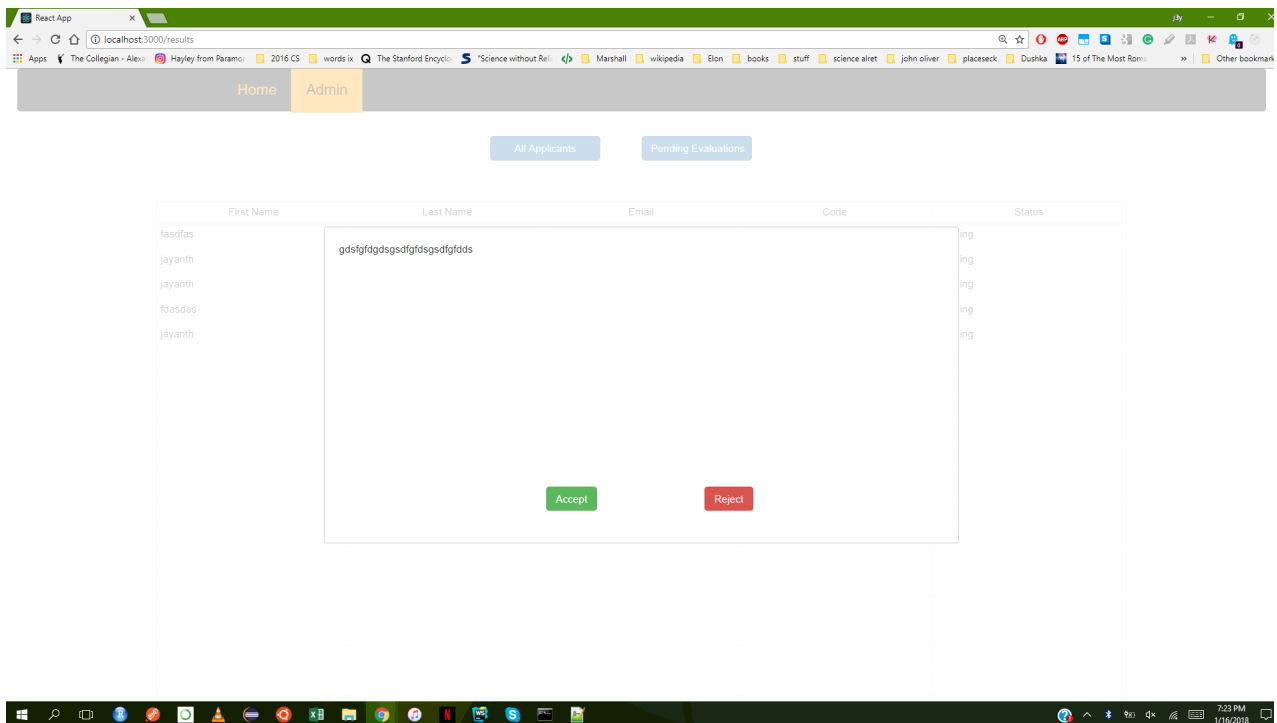 React App
j3y
localhost:3000/results
Apps The Collegian - Alexa Hayley from Paramo 2016 CS words ix The Stanford Encyclo "Science without Reli Marshall wikipedia Elon books stuff science alret john oliver placeseck Dushka 15 of The Most Roma » Other bookmark
Home Admin
All Applicants Pending Evaluations
First Name Last Name Email Code Status
fasdfas ing
gdsfgfdgdsgsdfgfdsgsdfgfdds
jayanth ing
jayanth ing
fdasdas ing
jayanth ing
Accept Reject
7:23 PM
1/16/2018